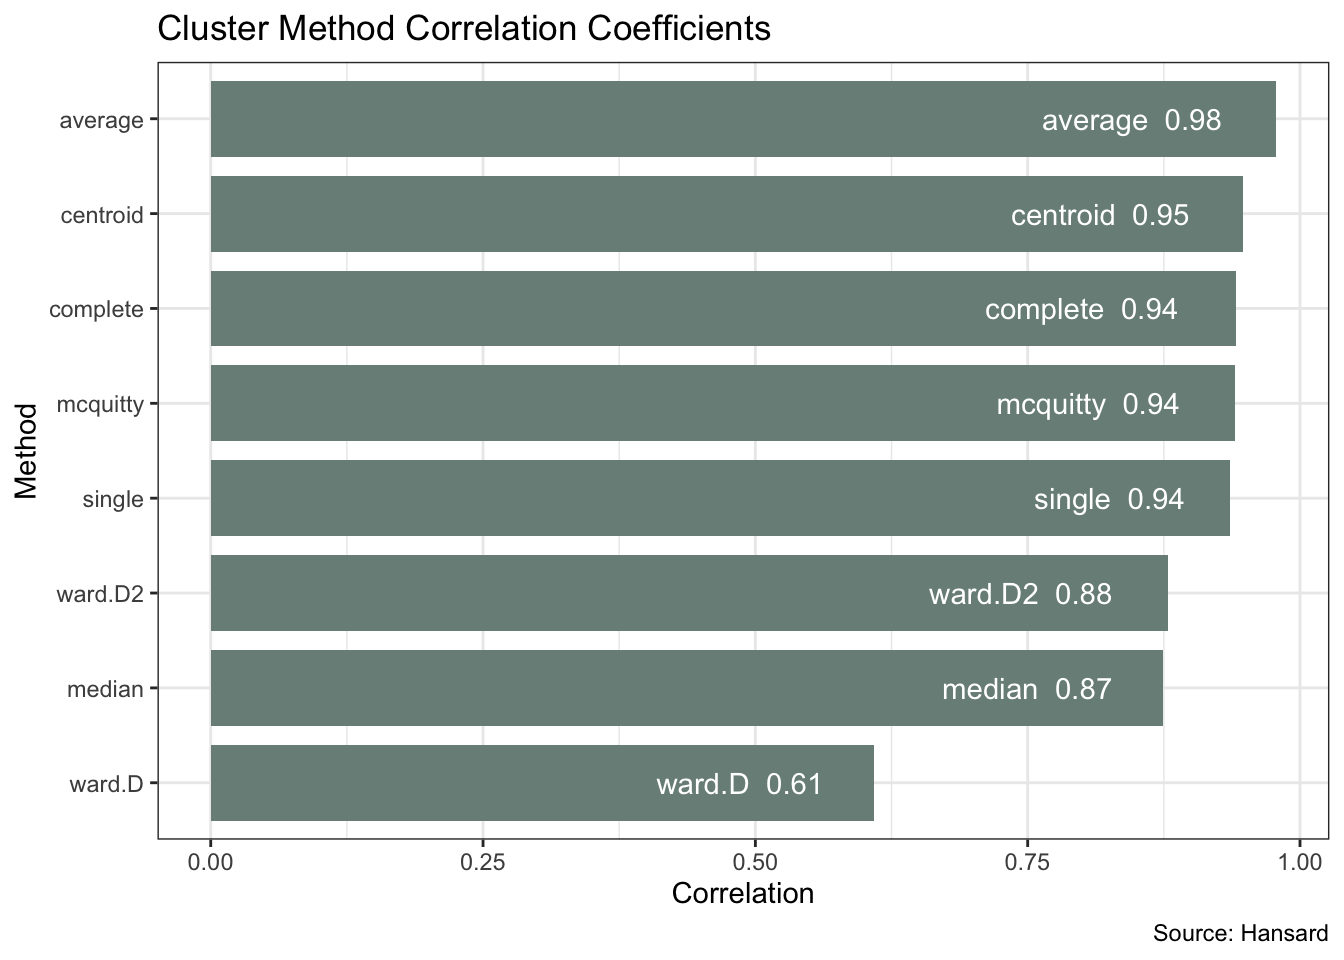 Cluster Method Correlation Coefficients
average
average 0.98
centroid
centroid 0.95
complete
complete 0.94
mcquitty
mcquitty 0.94
single
single 0.94
ward.D2
ward.D2 0.88
median
median 0.87
ward.D
ward.D 0.61
Method
0.00 0.25 0.50 0.75 1.00
Correlation
Source: Hansard